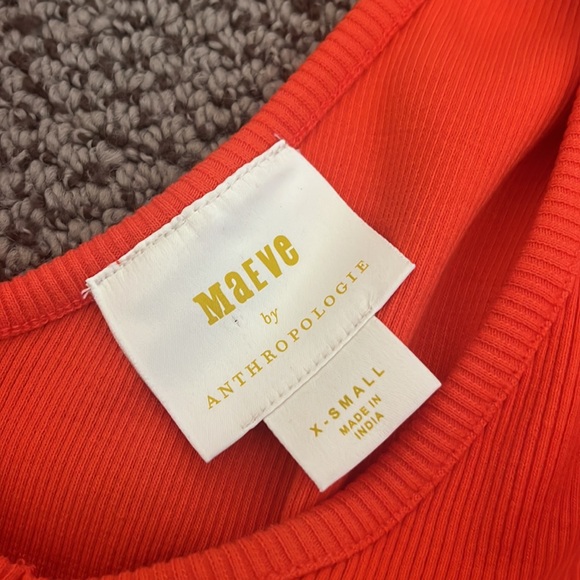 MaEVe
by
ANTHROPOLOGIE
X-SMALL
MADE IN
INDIA